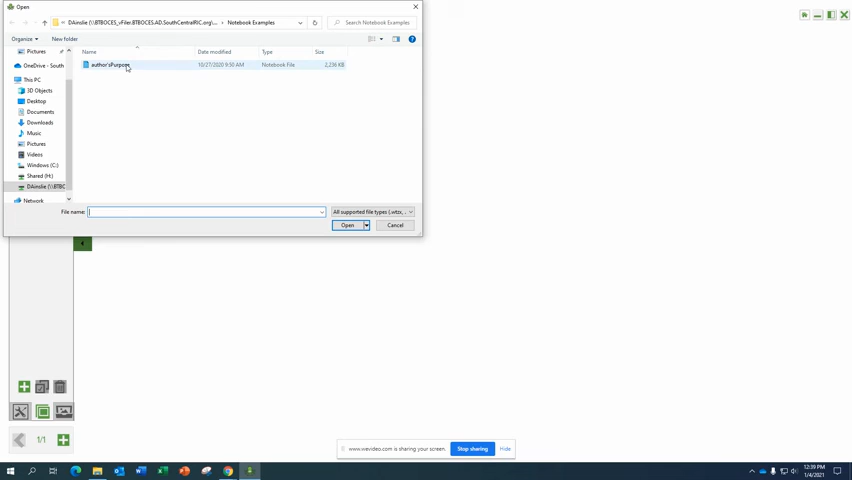 Open
DAinslie (\\BTBOCES_vFiler.BTBOCES.AD.SouthCentralRIC.org\... > Notebook Examples
Search Notebook Examples
Organize
New folder
Name
Date modified
Type
Size
Pictures
author'sPurpose
10/27/2020 9:50 AM
Notebook File
2,236 KB
OneDrive - South
This PC
3D Objects
Desktop
Documents
Downloads
Music
Pictures
Videos
Windows (C:)
Shared (H:)
DAinslie (\\BTBOC
Network
File name:
All supported file types (.wtzx, ...
Open
Cancel
1/1
www.wevideo.com is sharing your screen.
Stop sharing
Hide
12:39 PM
1/4/2021